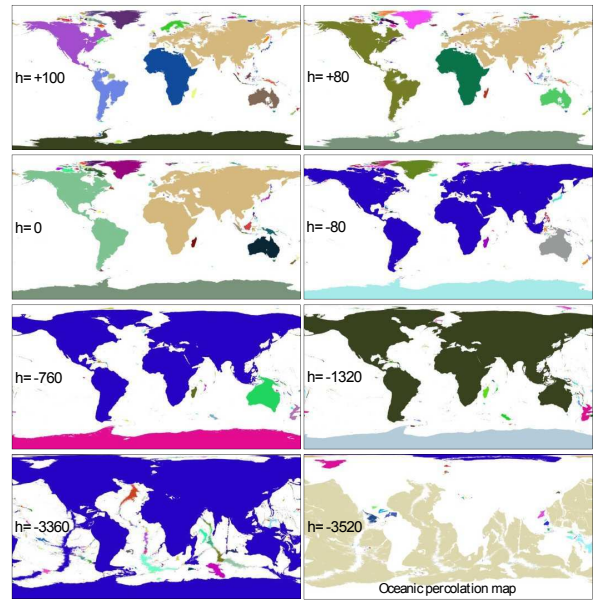 h= +100
h= +80
h= 0
h= -80
h= -760
h= -1320
h= -3360
h= -3520
Oceanic percolation map